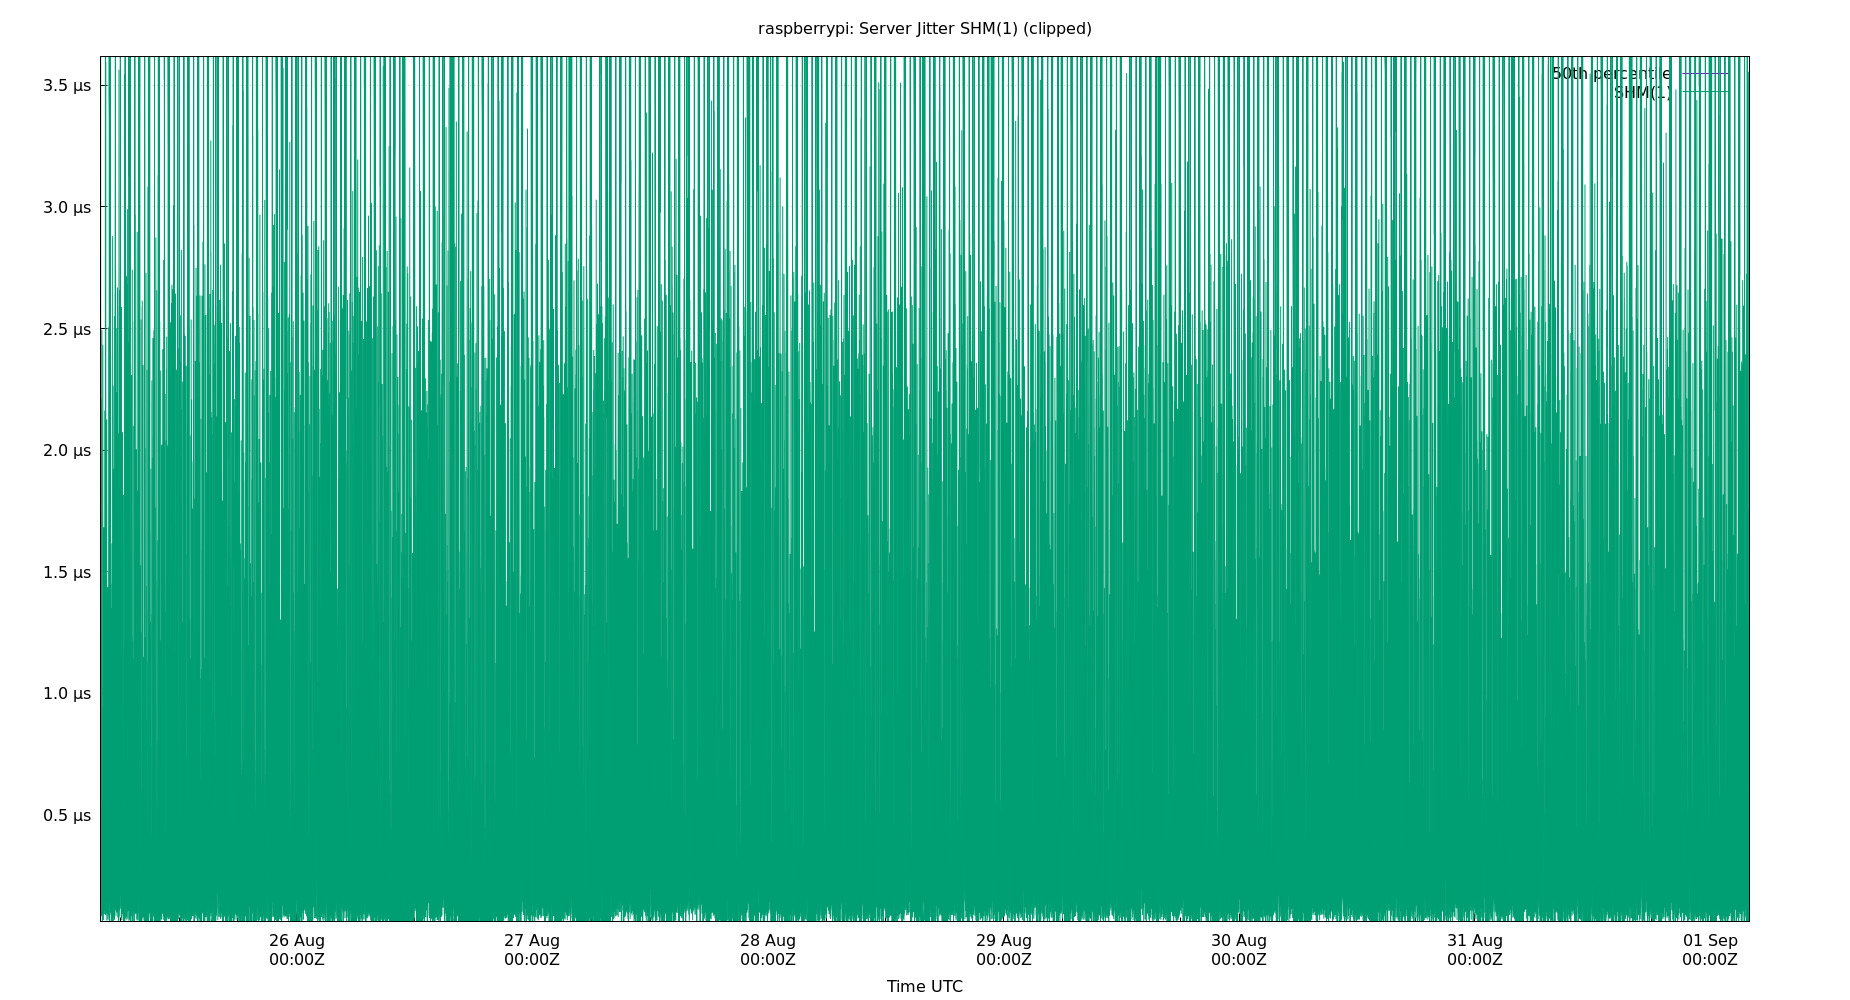 raspberrypi: Server Jitter SHM(1) (clipped)
50th percentile
SHM(1)
3.5 µs
3.0 µs
2.5 µs
2.0 µs
1.5 µs
1.0 µs
0.5 µs
26 Aug 27 Aug 28 Aug 29 Aug 30 Aug 31 Aug 01 Sep
00:00Z 00:00Z 00:00Z 00:00Z 00:00Z 00:00Z 00:00Z
Time UTC